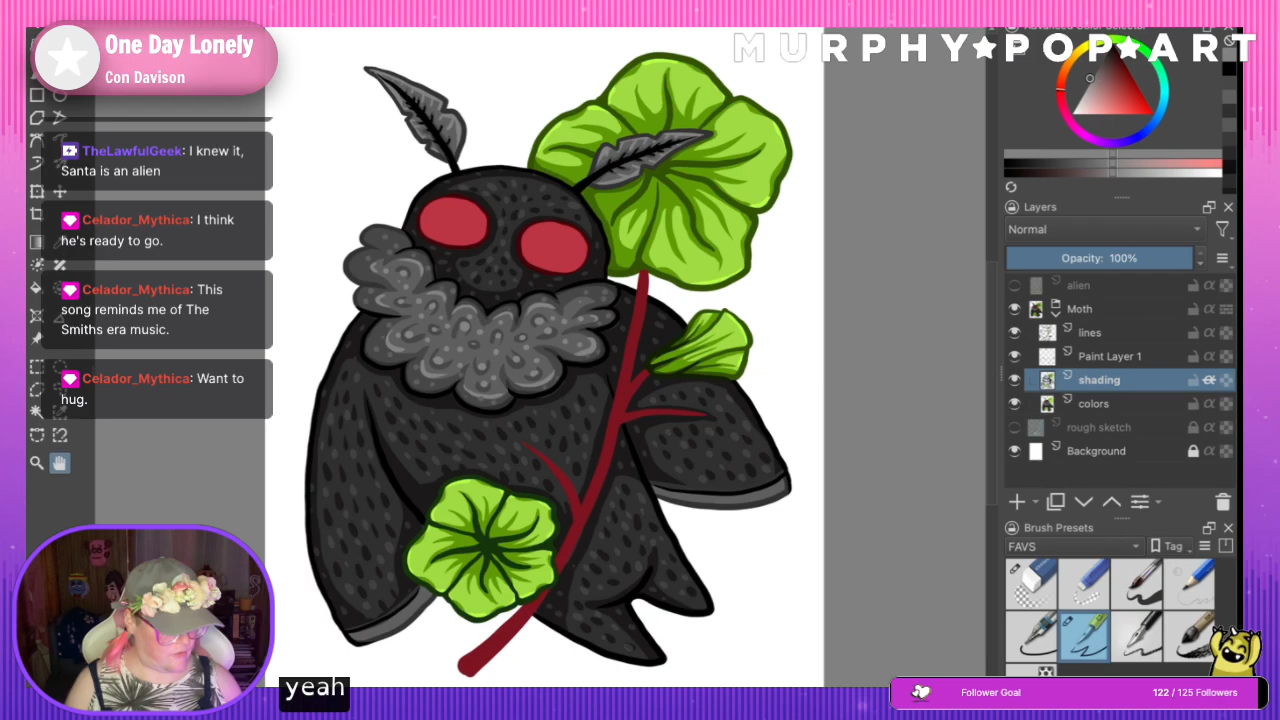 One Day Lonely
Con Davison
MURPHY★POP★ART
TheLawfulGeek: I knew it,
Santa is an alien
Celador_Mythica: I think
he's ready to go.
Celador_Mythica: This
song reminds me of The
Smiths era music.
Celador_Mythica: Want to
hug.
yeah
Layers
Normal
Opacity: 100%
alien
Moth
lines
Paint Layer 1
shading
colors
rough sketch
Background
Brush Presets
FAVS
Tag
Follower Goal
122 / 125 Followers